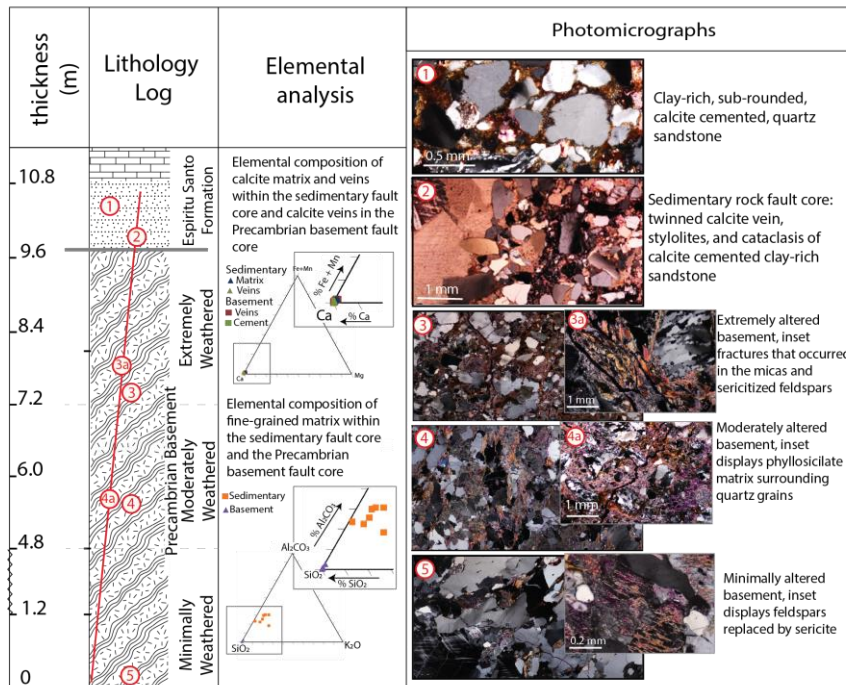 thickness
(m)
Lithology
Log
Elemental
analysis
Photomicrographs
10.8
9.6
8.4
7.2
6.0
4.8
1.2
0
1
2
3a
3
4a
4
5
Espiritu Santo
Formation
Extremely
Weathered
Precambrian Basement
Moderately
Weathered
Minimally
Weathered
Elemental composition of
calcite matrix and veins
within the sedimentary fault
core and calcite veins in the
Precambrian basement fault
core
Sedimentary
Matrix
Veins
Basement
Veins
Cement
Fe+Mn
Ca
Mg
% Fe + Mn
Ca
% Ca
Elemental composition of
fine-grained matrix within
the sedimentary fault core
and the Precambrian
basement fault core
Sedimentary
Basement
Al₂CO₃
SiO₂
K₂O
% Al₂CO₃
SiO₂
% SiO₂
1
0.5 mm
Clay-rich, sub-rounded,
calcite cemented, quartz
sandstone
2
1 mm
Sedimentary rock fault core:
twinned calcite vein,
stylolites, and cataclasis of
calcite cemented clay-rich
sandstone
3
3a
1 mm
Extremely altered
basement, inset
fractures that occurred
in the micas and
sericitized feldspars
4
4a
1 mm
Moderately altered
basement, inset
displays phyllosilicate
matrix surrounding
quartz grains
5
0.2 mm
Minimally altered
basement, inset
displays feldspars
replaced by sericite